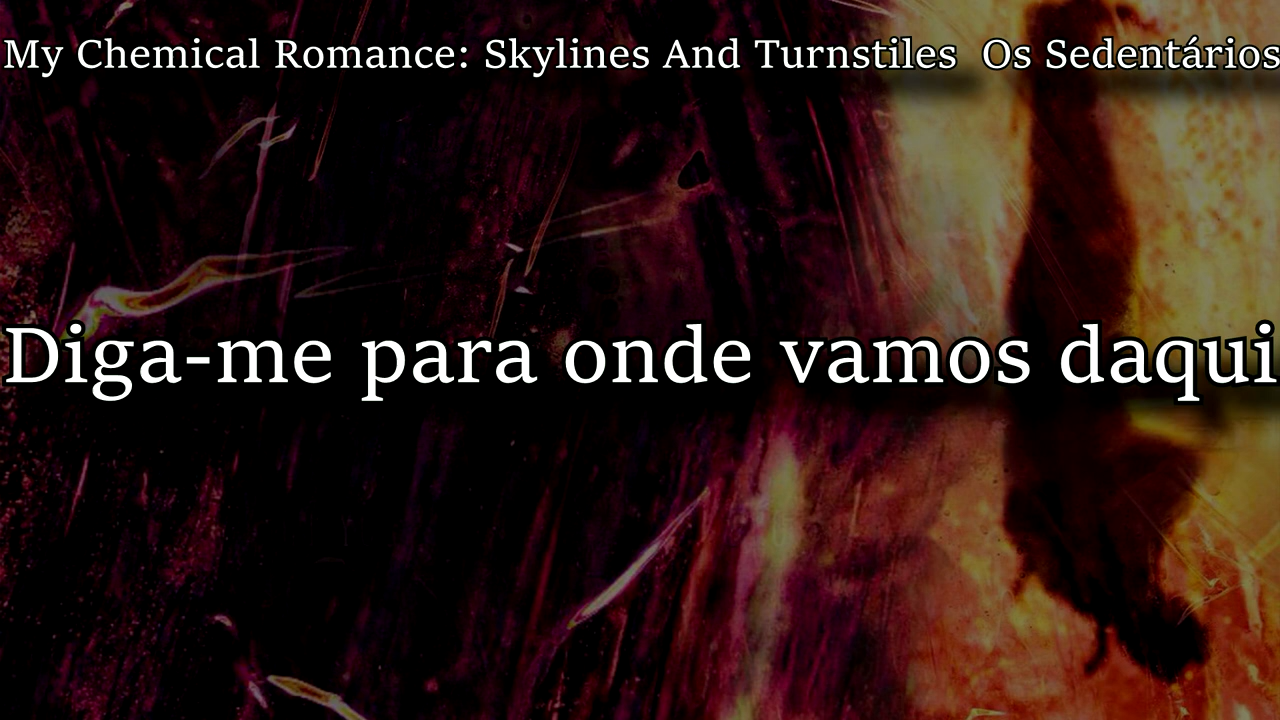 My Chemical Romance: Skylines And Turnstiles Os Sedentários
Diga-me para onde vamos daqui